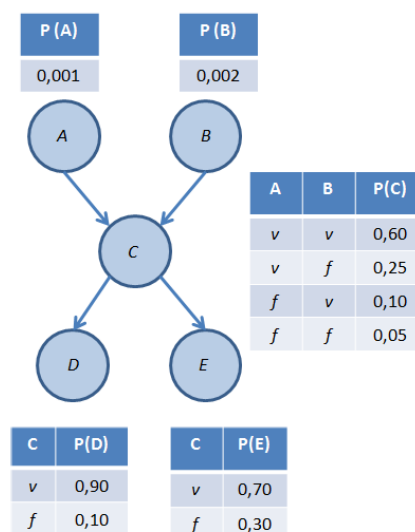 P (A)
P (B)
0,001
0,002
A
B
A B P(C)
v v 0,60
v f 0,25
f v 0,10
f f 0,05
C
D
E
C P(D)
v 0,90
f 0,10
C P(E)
v 0,70
f 0,30